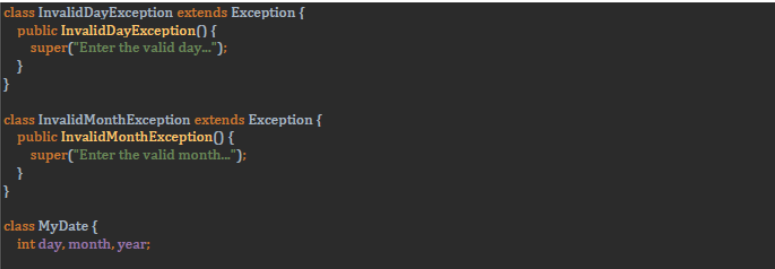 class InvalidDayException extends Exception {
public InvalidDayException() {
super("Enter the valid day...");
}
}
class InvalidMonthException extends Exception {
public InvalidMonthException() {
super("Enter the valid month...");
}
}
class MyDate {
int day, month, year;